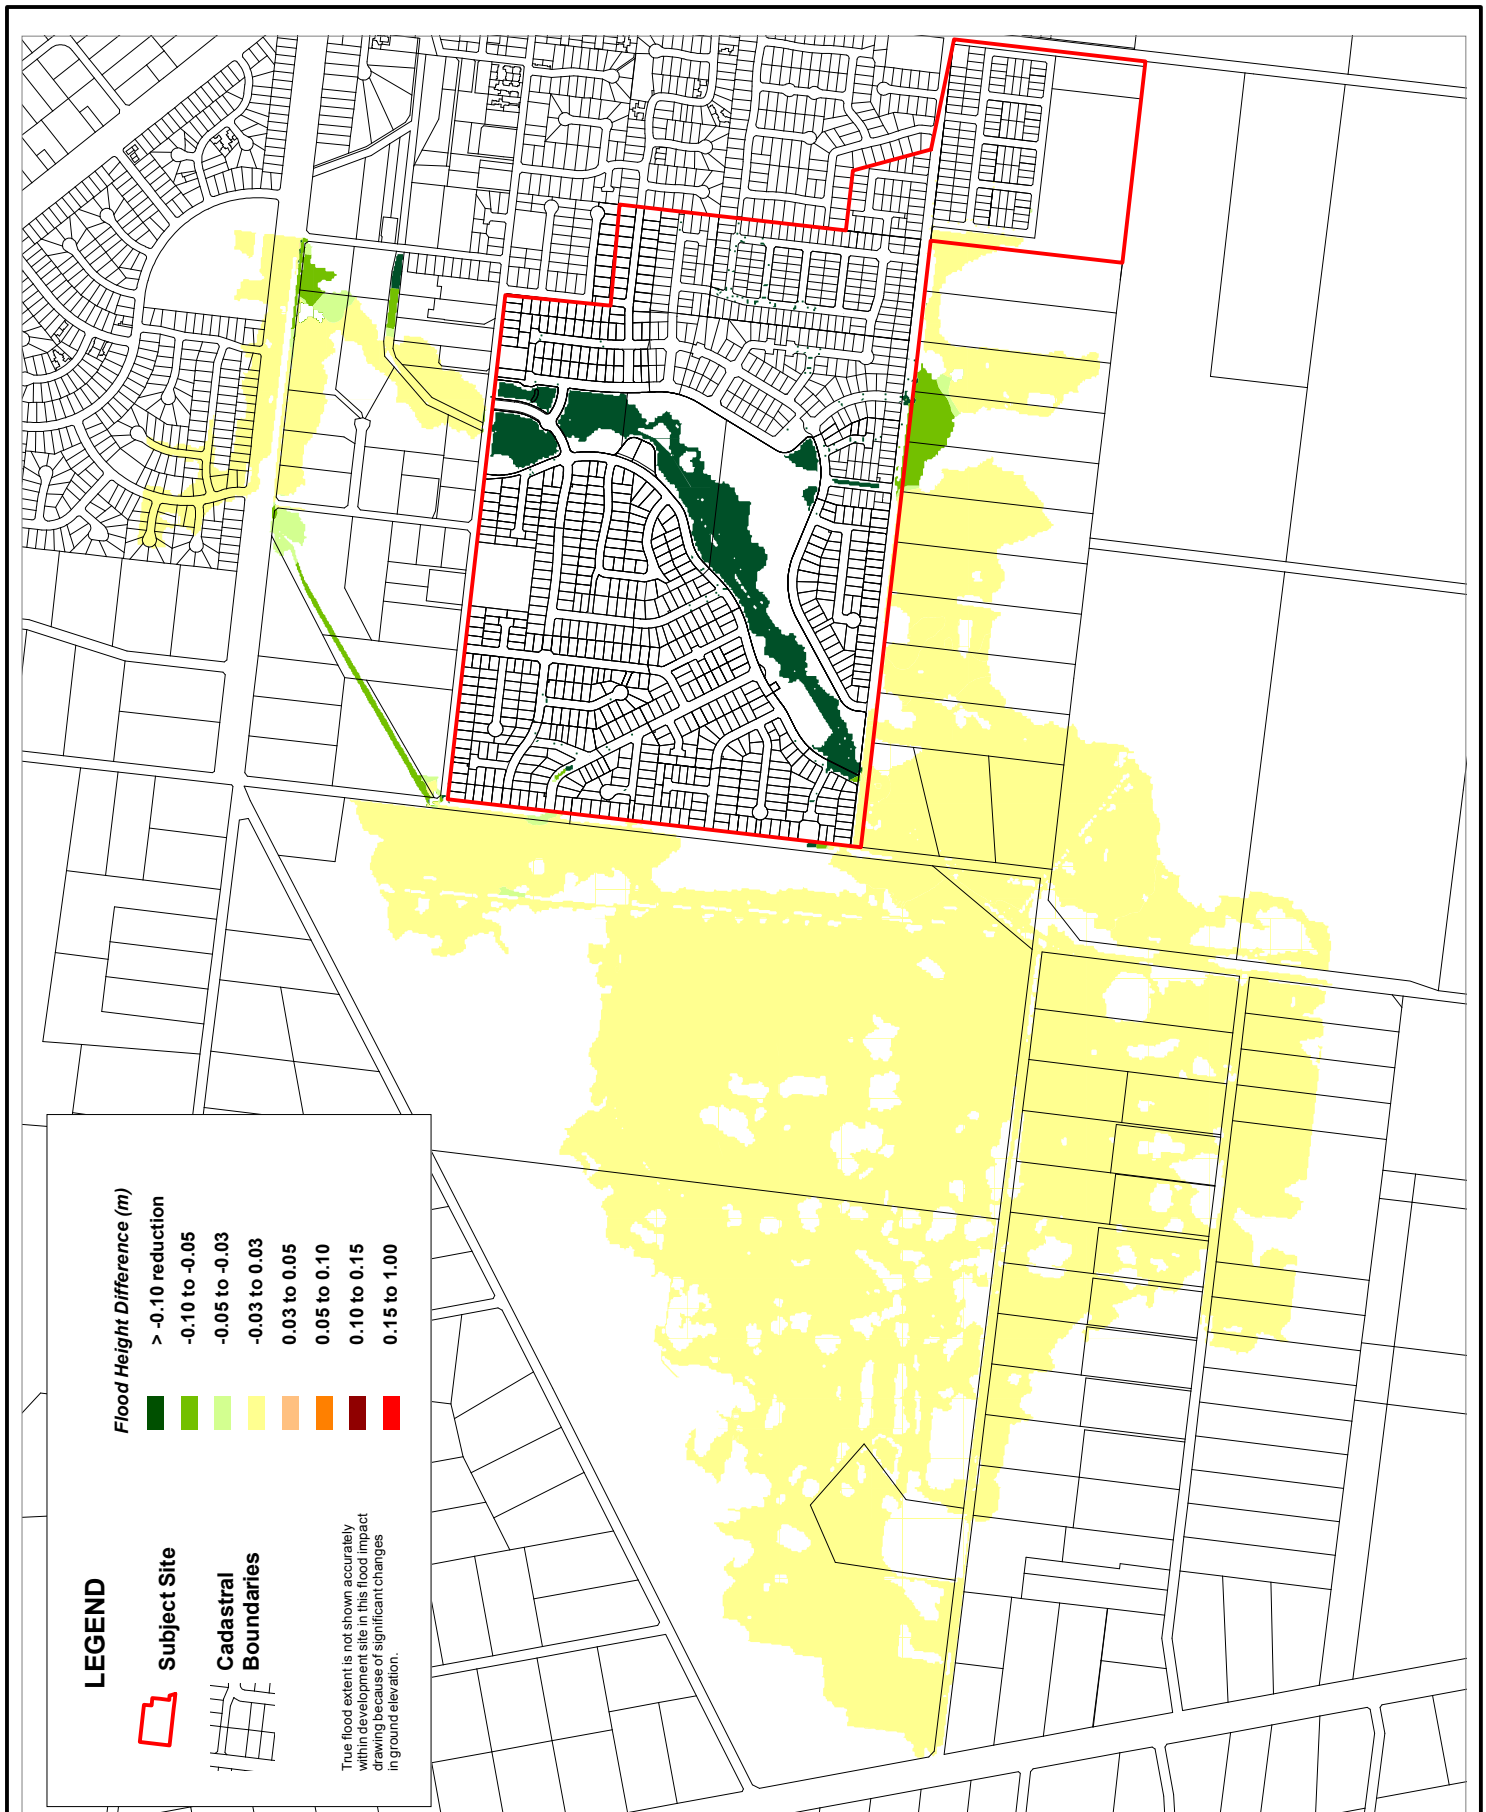 LEGEND
Subject Site
Cadastral
Boundaries
True flood extent is not shown accurately
within development site in this flood impact
drawing because of significant changes
in ground elevation.
Flood Height Difference (m)
> -0.10 reduction
-0.10 to -0.05
-0.05 to -0.03
-0.03 to 0.03
0.03 to 0.05
0.05 to 0.10
0.10 to 0.15
0.15 to 1.00